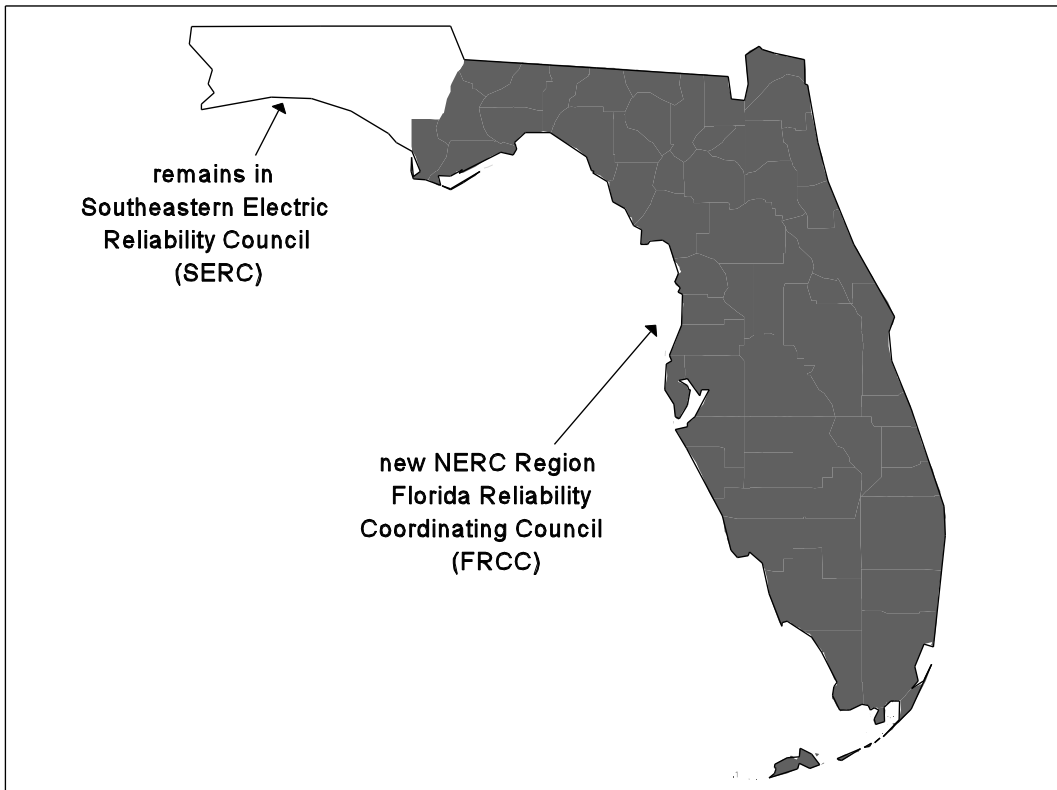 remains in
Southeastern Electric
Reliability Council
(SERC)
new NERC Region
Florida Reliability
Coordinating Council
(FRCC)